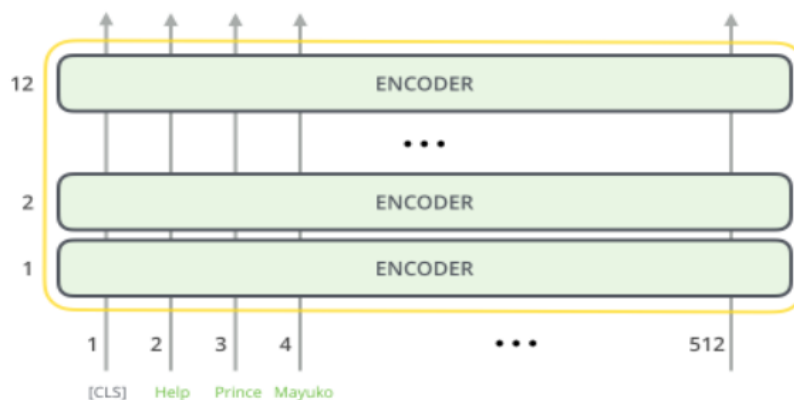 12 ENCODER
...
2 ENCODER
1 ENCODER
1 2 3 4 ... 512
[CLS] Help Prince Mayuko